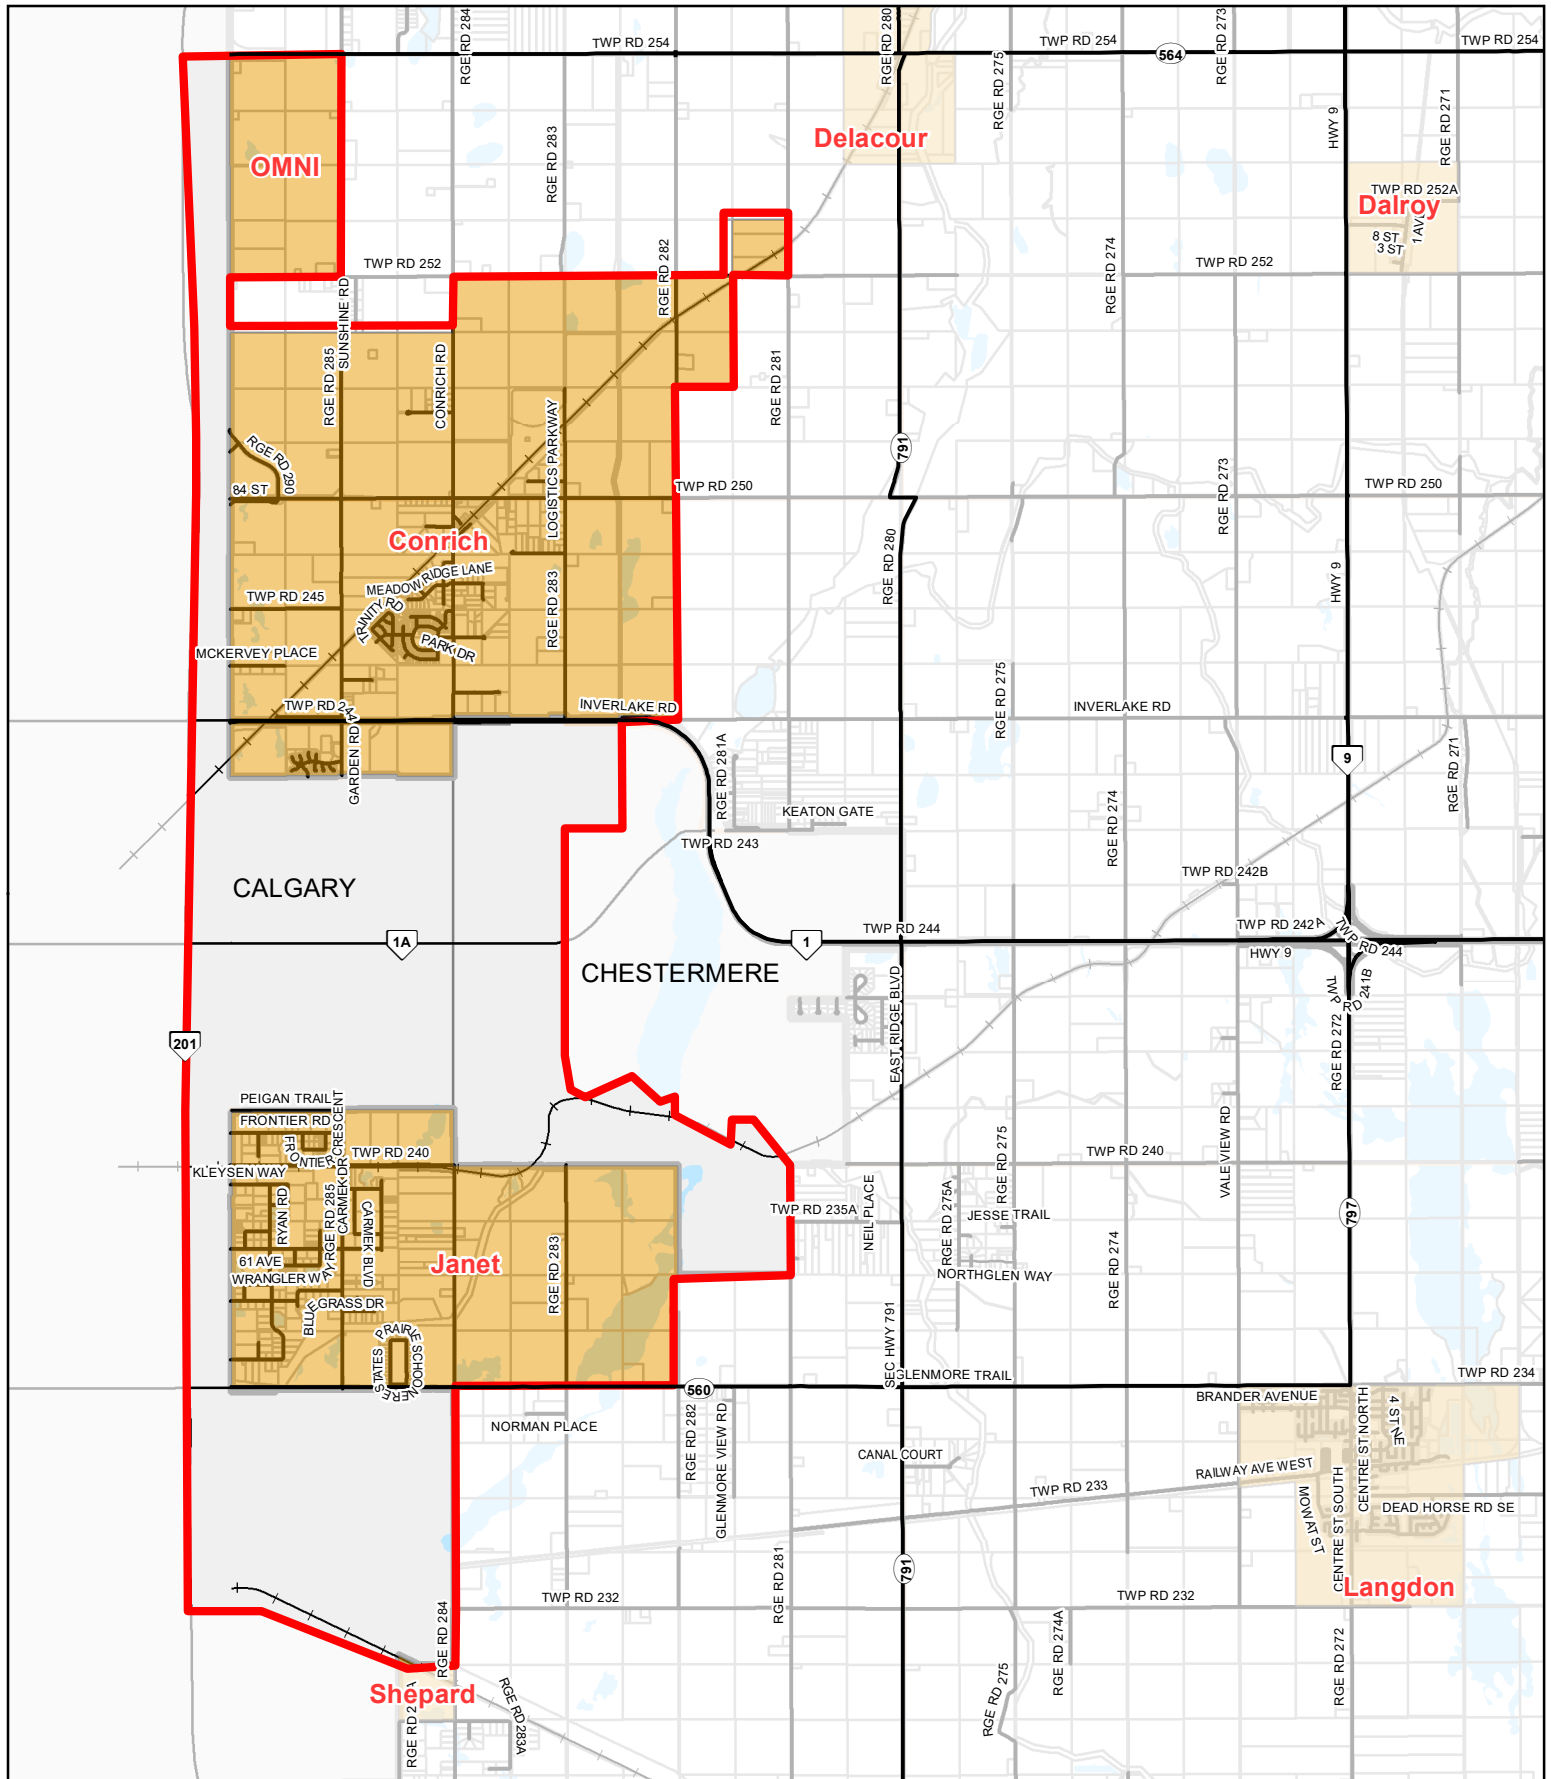 RGE RD 284
TWP RD 254
RGE RD 280
TWP RD 254
564
RGE RD 273
TWP RD 254
RGE RD 275
HWY 9
RGE RD 271
Delacour
RGE RD 283
OMNI
TWP RD 252A
Dalroy
1 AVE
8 ST
3 ST
TWP RD 252
RGE RD 282
RGE RD 274
TWP RD 252
SUNSHINE RD
RGE RD 285
CONRICH RD
RGE RD 281
LOGISTICS PARKWAY
791
RGE RD 290
84 ST
TWP RD 250
RGE RD 273
TWP RD 250
Conrich
RGE RD 280
HWY 9
MEADOW RIDGE LANE
TWP RD 245
TRINITY RD
RGE RD 283
PARK DR
MCKERVEY PLACE
RGE RD 275
TWP RD 244
INVERLAKE RD
INVERLAKE RD
GARDEN RD
RGE RD 281A
9
RGE RD 271
KEATON GATE
RGE RD 274
TWP RD 243
TWP RD 242B
CALGARY
TWP RD 244
TWP RD 242A
TWP RD 244
1A
1
HWY 9
CHESTERMERE
EAST RIDGE BLVD
TWP RD 241B
201
RGE RD 272
PEIGAN TRAIL
FRONTIER RD
FRONTIER CRESCENT
VALE VIEW RD
TWP RD 240
RGE RD 275
TWP RD 240
KLEYSEN WAY
CARMEK DR
RYAN RD
RGE RD 285
CARMEK BLVD
TWP RD 235A
NEIL PLACE
RGE RD 275A
JESSE TRAIL
797
61 AVE
Janet
RGE RD 283
RGE RD 274
WRANGLER WAY
NORTHGLEN WAY
BLUEGRASS DR
PRAIRIE SCHOONER ESTATES
SEC HWY 791
GLENMORE TRAIL
TWP RD 234
560
BRANDER AVENUE
4 ST NE
NORMAN PLACE
RGE RD 282
GLENMORE VIEW RD
CENTRE ST NORTH
CANAL COURT
RAILWAY AVE WEST
TWP RD 233
MOWAT ST
CENTRE ST SOUTH
DEAD HORSE RD SE
791
RGE RD 281
Langdon
TWP RD 232
TWP RD 232
RGE RD 284
RGE RD 274A
RGE RD 272
Shepard
RGE RD 275
RGE RD 283A